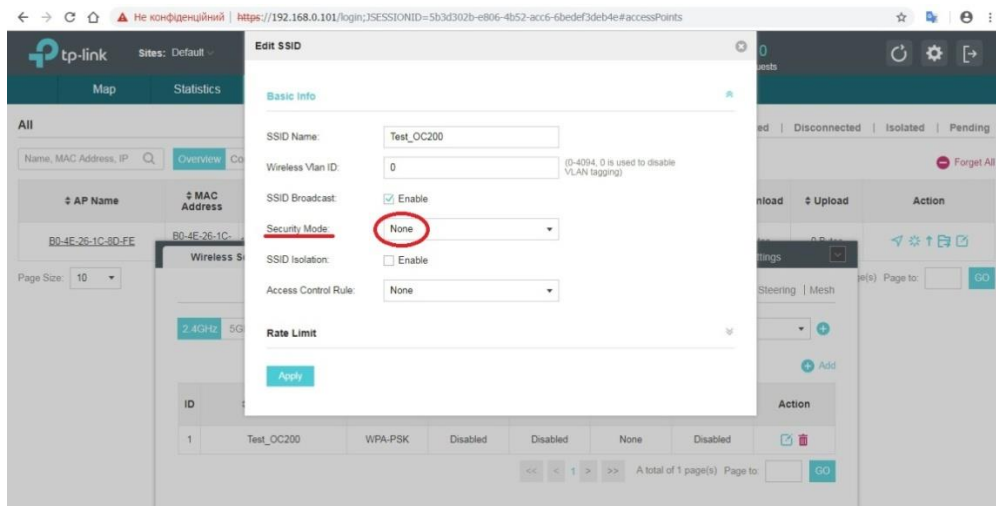 Не конфіденційний | https://192.168.0.101/login;JSESSIONID=5b3d302b-e806-4b52-acc6-6bedef3deb4e#accessPoints
tp-link Sites: Default
Edit SSID
0
Map Statistics
Basic Info
All
Disconnected | Isolated | Pending
SSID Name: Test_OC200
Name, MAC Address, IP Overview
Wireless Vlan ID: 0 (0-4094, 0 is used to disable VLAN tagging)
Forget All
SSID Broadcast: Enable
AP Name MAC Address Upload Action
Security Mode: None
B0-4E-26-1C-8D-FE B0-4E-26-1C-
SSID Isolation: Enable
Page Size: 10 Page to: GO
Access Control Rule: None
Steering | Mesh
2.4GHz
Rate Limit
Add
Apply
ID Action
1 Test_OC200 WPA-PSK Disabled Disabled None Disabled
<< < 1 > >> A total of 1 page(s) Page to: GO